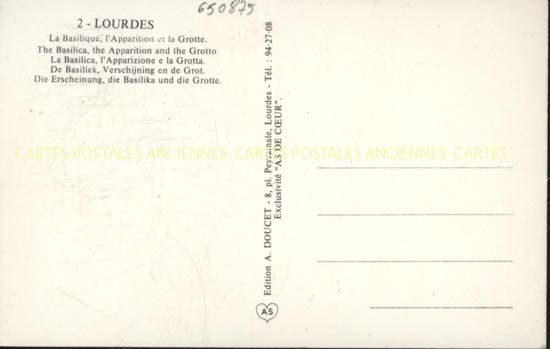 650875
2 - LOURDES
La Basilique, l'Apparition et la Grotte.
The Basilica, the Apparition and the Grotto.
La Basilica, l'Apparizione e la Grotta.
De Basiliek, Verschijning en de Grot.
Die Erscheinung, die Basilika und die Grotte.
CARTES POSTALES ANCIENNES CARTES POSTALES ANCIENNES CARTES
Edition A. DOUCET - 8, pl. Peyramale, Lourdes - Tél. : 94-27-08
Exclusivité "AS DE CŒUR".
AS